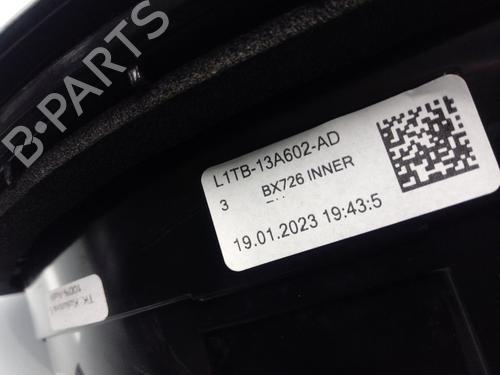 B-PARTS
L1TB-13A602-AD
3 BX726 INNER
19.01.2023 19:43:5